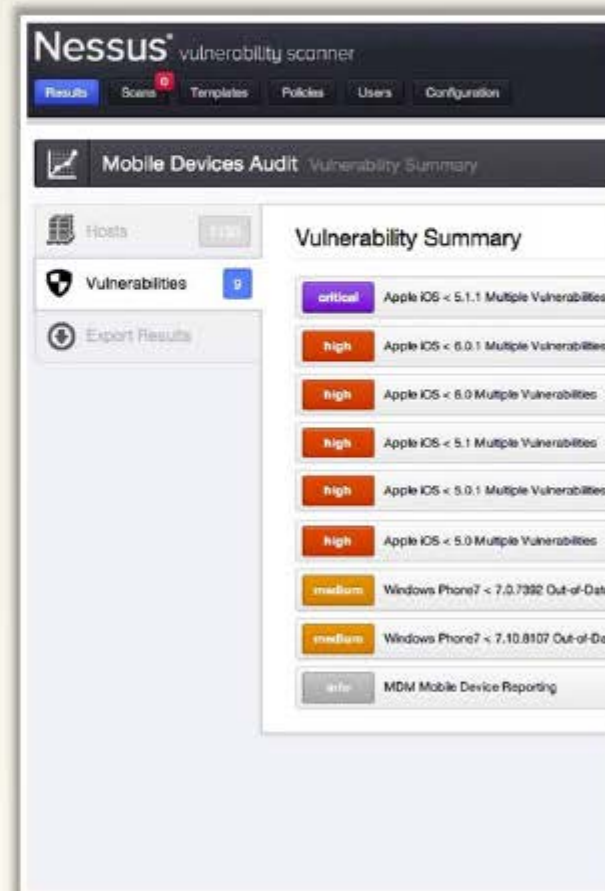 Nessus® vulnerability scanner
Results Scans 0 Templates Policies Users Configuration
Mobile Devices Audit Vulnerability Summary
Hosts
Vulnerabilities 9
Export Results
Vulnerability Summary
critical Apple iOS < 5.1.1 Multiple Vulnerabilities
high Apple iOS < 6.0.1 Multiple Vulnerabilities
high Apple iOS < 6.0 Multiple Vulnerabilities
high Apple iOS < 5.1 Multiple Vulnerabilities
high Apple iOS < 5.0.1 Multiple Vulnerabilities
high Apple iOS < 5.0 Multiple Vulnerabilities
medium Windows Phone7 < 7.0.7392 Out-of-Dat
medium Windows Phone7 < 7.10.8107 Out-of-Da
info MDM Mobile Device Reporting